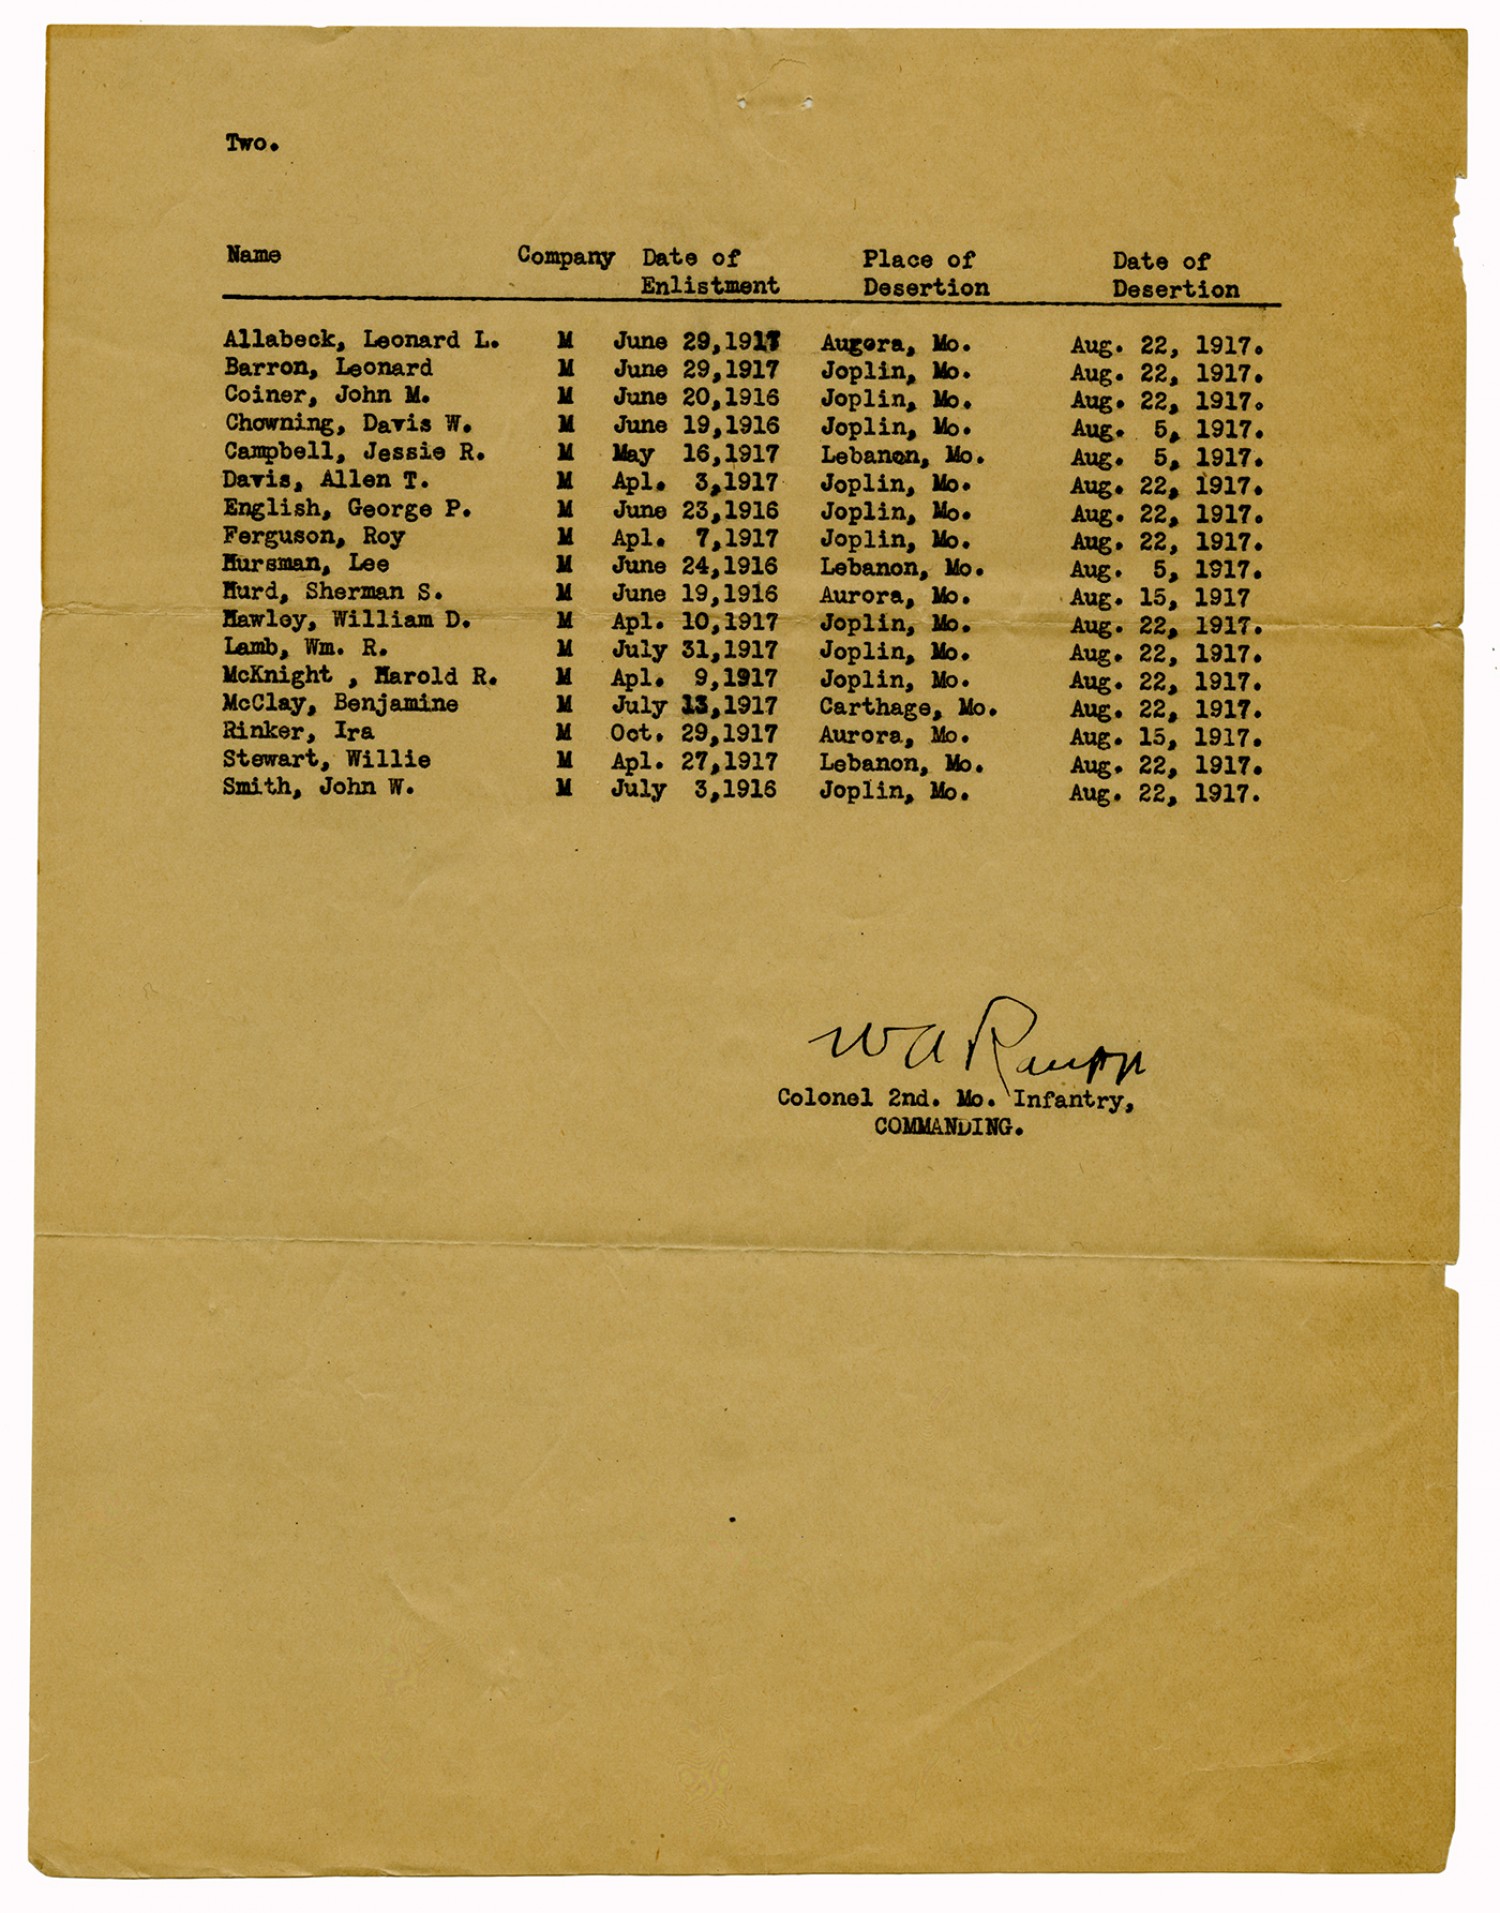 Two.
Name Company Date of Enlistment Place of Desertion Date of Desertion
Allabeck, Leonard L. M June 29,1917 Augora, Mo. Aug. 22, 1917.
Barron, Leonard M June 29,1917 Joplin, Mo. Aug. 22, 1917.
Coiner, John M. M June 20,1916 Joplin, Mo. Aug. 22, 1917.
Chowning, Davis W. M June 19,1916 Joplin, Mo. Aug. 5, 1917.
Campbell, Jessie R. M May 16,1917 Lebanon, Mo. Aug. 5, 1917.
Davis, Allen T. M Apl. 3,1917 Joplin, Mo. Aug. 22, 1917.
English, George P. M June 23,1916 Joplin, Mo. Aug. 22, 1917.
Ferguson, Roy M Apl. 7,1917 Joplin, Mo. Aug. 22, 1917.
Hursman, Lee M June 24,1916 Lebanon, Mo. Aug. 5, 1917.
Hurd, Sherman S. M June 19,1916 Aurora, Mo. Aug. 15, 1917
Hawley, William D. M Apl. 10,1917 Joplin, Mo. Aug. 22, 1917.
Lamb, Wm. R. M July 31,1917 Joplin, Mo. Aug. 22, 1917.
McKnight , Harold R. M Apl. 9,1917 Joplin, Mo. Aug. 22, 1917.
McClay, Benjamine M July 13,1917 Carthage, Mo. Aug. 22, 1917.
Rinker, Ira M Oct. 29,1917 Aurora, Mo. Aug. 15, 1917.
Stewart, Willie M Apl. 27,1917 Lebanon, Mo. Aug. 22, 1917.
Smith, John W. M July 3,1916 Joplin, Mo. Aug. 22, 1917.
W A Raupp
Colonel 2nd. Mo. Infantry,
COMMANDING.